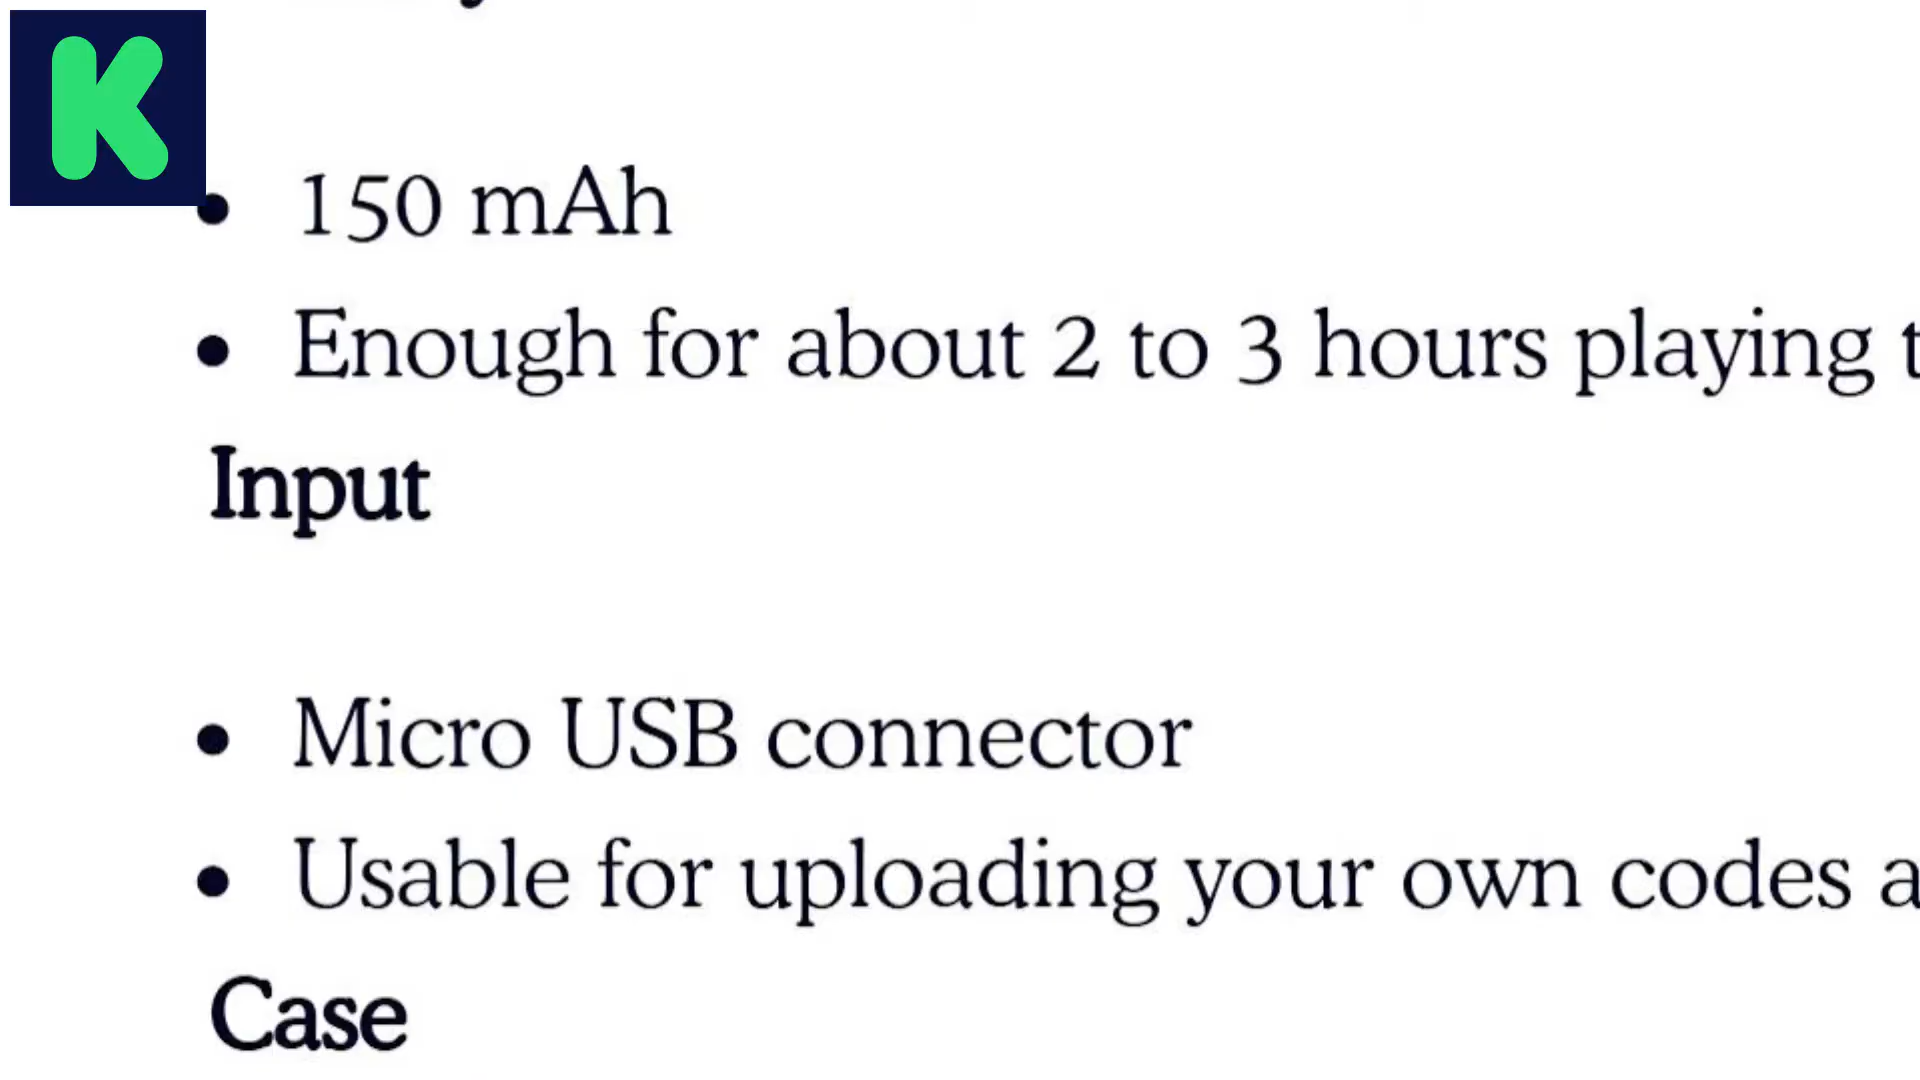 K
• 150 mAh
• Enough for about 2 to 3 hours playing
Input
• Micro USB connector
• Usable for uploading your own codes
Case